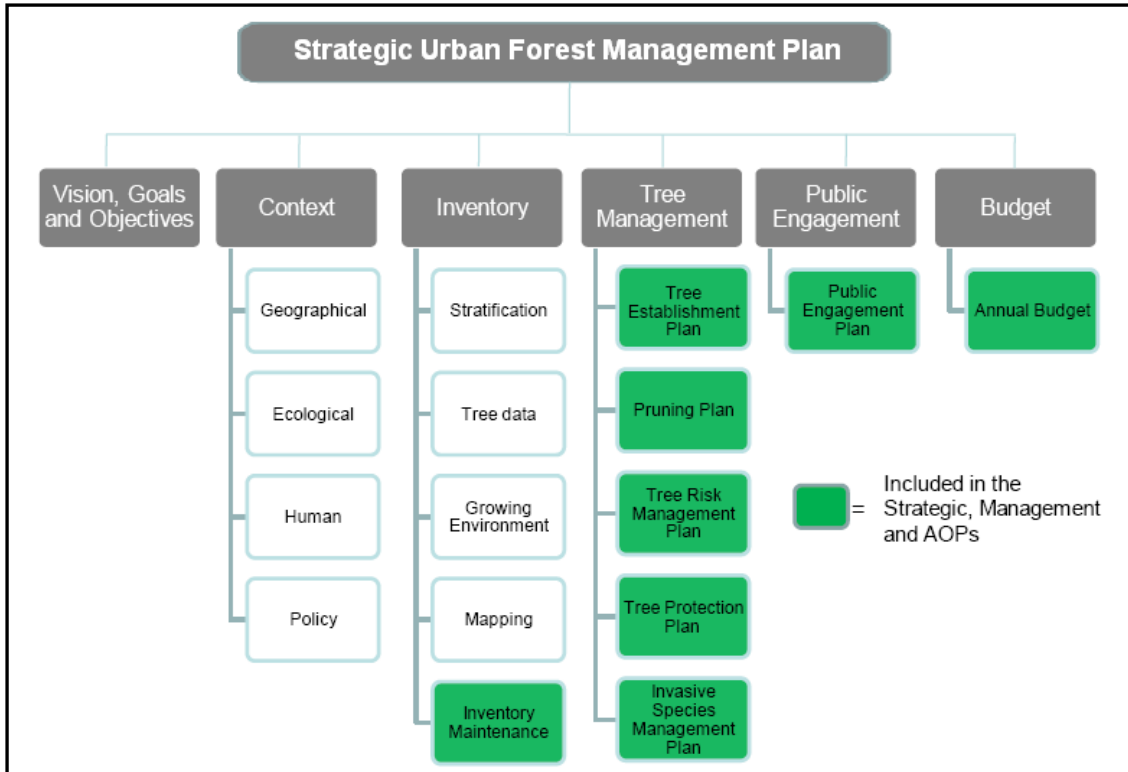 Strategic Urban Forest Management Plan
Vision, Goals
and Objectives
Context
Inventory
Tree
Management
Public
Engagement
Budget
Geographical
Ecological
Human
Policy
Stratification
Tree data
Growing
Environment
Mapping
Inventory
Maintenance
Tree
Establishment
Plan
Pruning Plan
Tree Risk
Management
Plan
Tree Protection
Plan
Invasive
Species
Management
Plan
Public
Engagement
Plan
Annual Budget
= Included in the
Strategic, Management
and AOPs